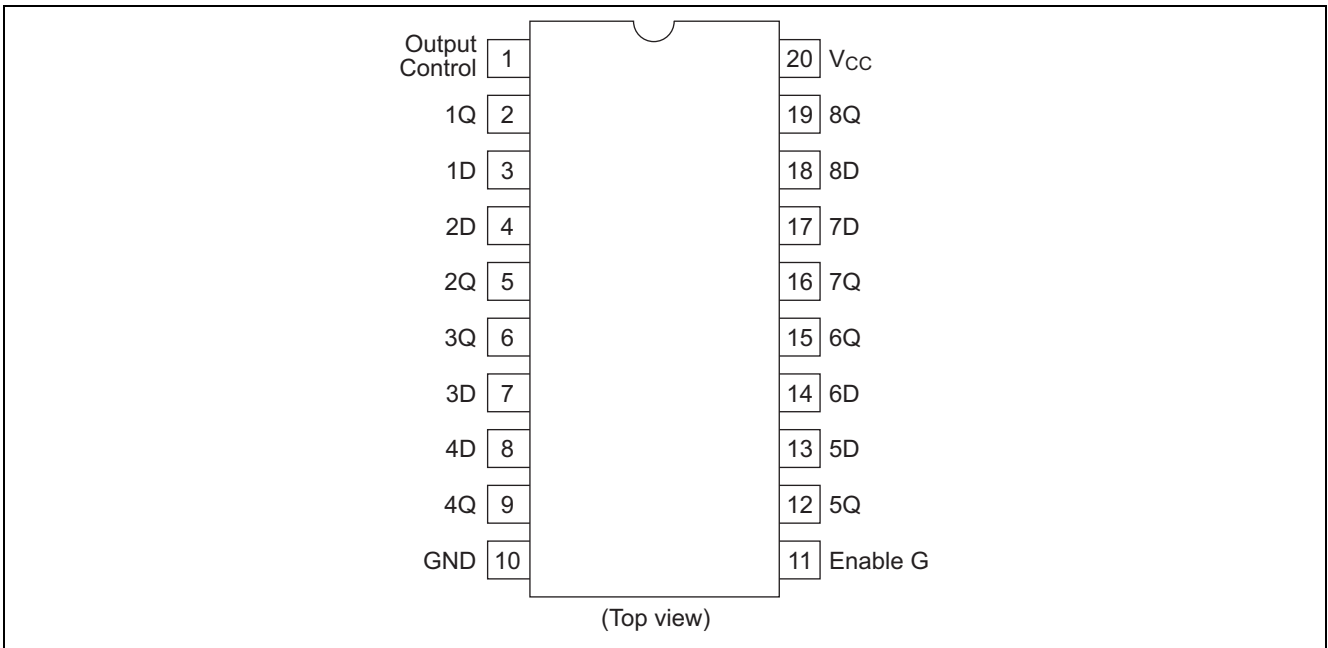 Output
Control 1
20 VCC
1Q 2
19 8Q
1D 3
18 8D
2D 4
17 7D
2Q 5
16 7Q
3Q 6
15 6Q
3D 7
14 6D
4D 8
13 5D
4Q 9
12 5Q
GND 10
11 Enable G
(Top view)